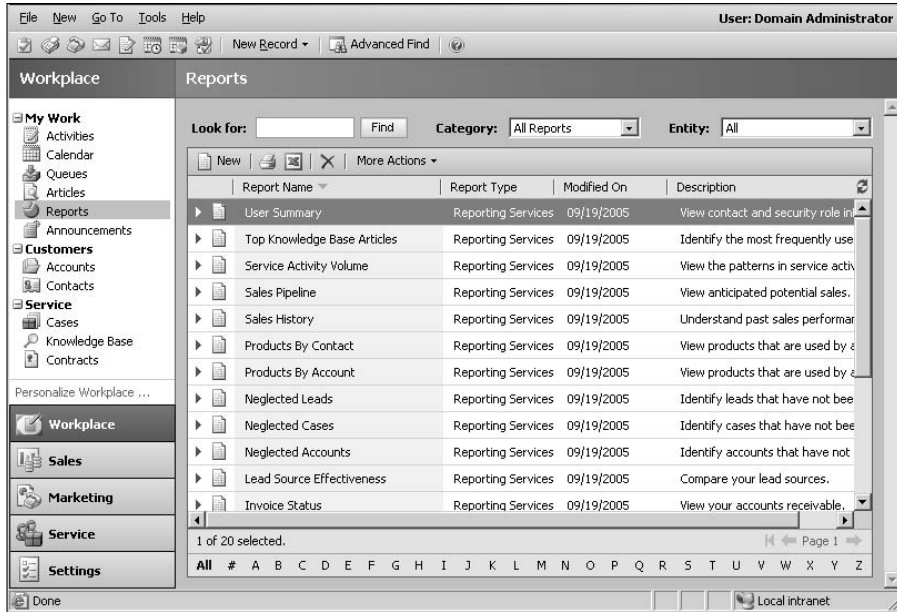 File New Go To Tools Help User: Domain Administrator
New Record Advanced Find
Workplace Reports
My Work
Activities
Calendar
Queues
Articles
Reports
Announcements
Customers
Accounts
Contacts
Service
Cases
Knowledge Base
Contracts
Personalize Workplace ...
Workplace
Sales
Marketing
Service
Settings
Look for: Find Category: All Reports Entity: All
New More Actions
Report Name Report Type Modified On Description
User Summary Reporting Services 09/19/2005 View contact and security role in
Top Knowledge Base Articles Reporting Services 09/19/2005 Identify the most frequently use
Service Activity Volume Reporting Services 09/19/2005 View the patterns in service activ
Sales Pipeline Reporting Services 09/19/2005 View anticipated potential sales.
Sales History Reporting Services 09/19/2005 Understand past sales performan
Products By Contact Reporting Services 09/19/2005 View products that are used by a
Products By Account Reporting Services 09/19/2005 View products that are used by a
Neglected Leads Reporting Services 09/19/2005 Identify leads that have not bee
Neglected Cases Reporting Services 09/19/2005 Identify cases that have not bee
Neglected Accounts Reporting Services 09/19/2005 Identify accounts that have not
Lead Source Effectiveness Reporting Services 09/19/2005 Compare your lead sources.
Invoice Status Reporting Services 09/19/2005 View your accounts receivable.
1 of 20 selected. Page 1
All # A B C D E F G H I J K L M N O P Q R S T U V W X Y Z
Done Local intranet